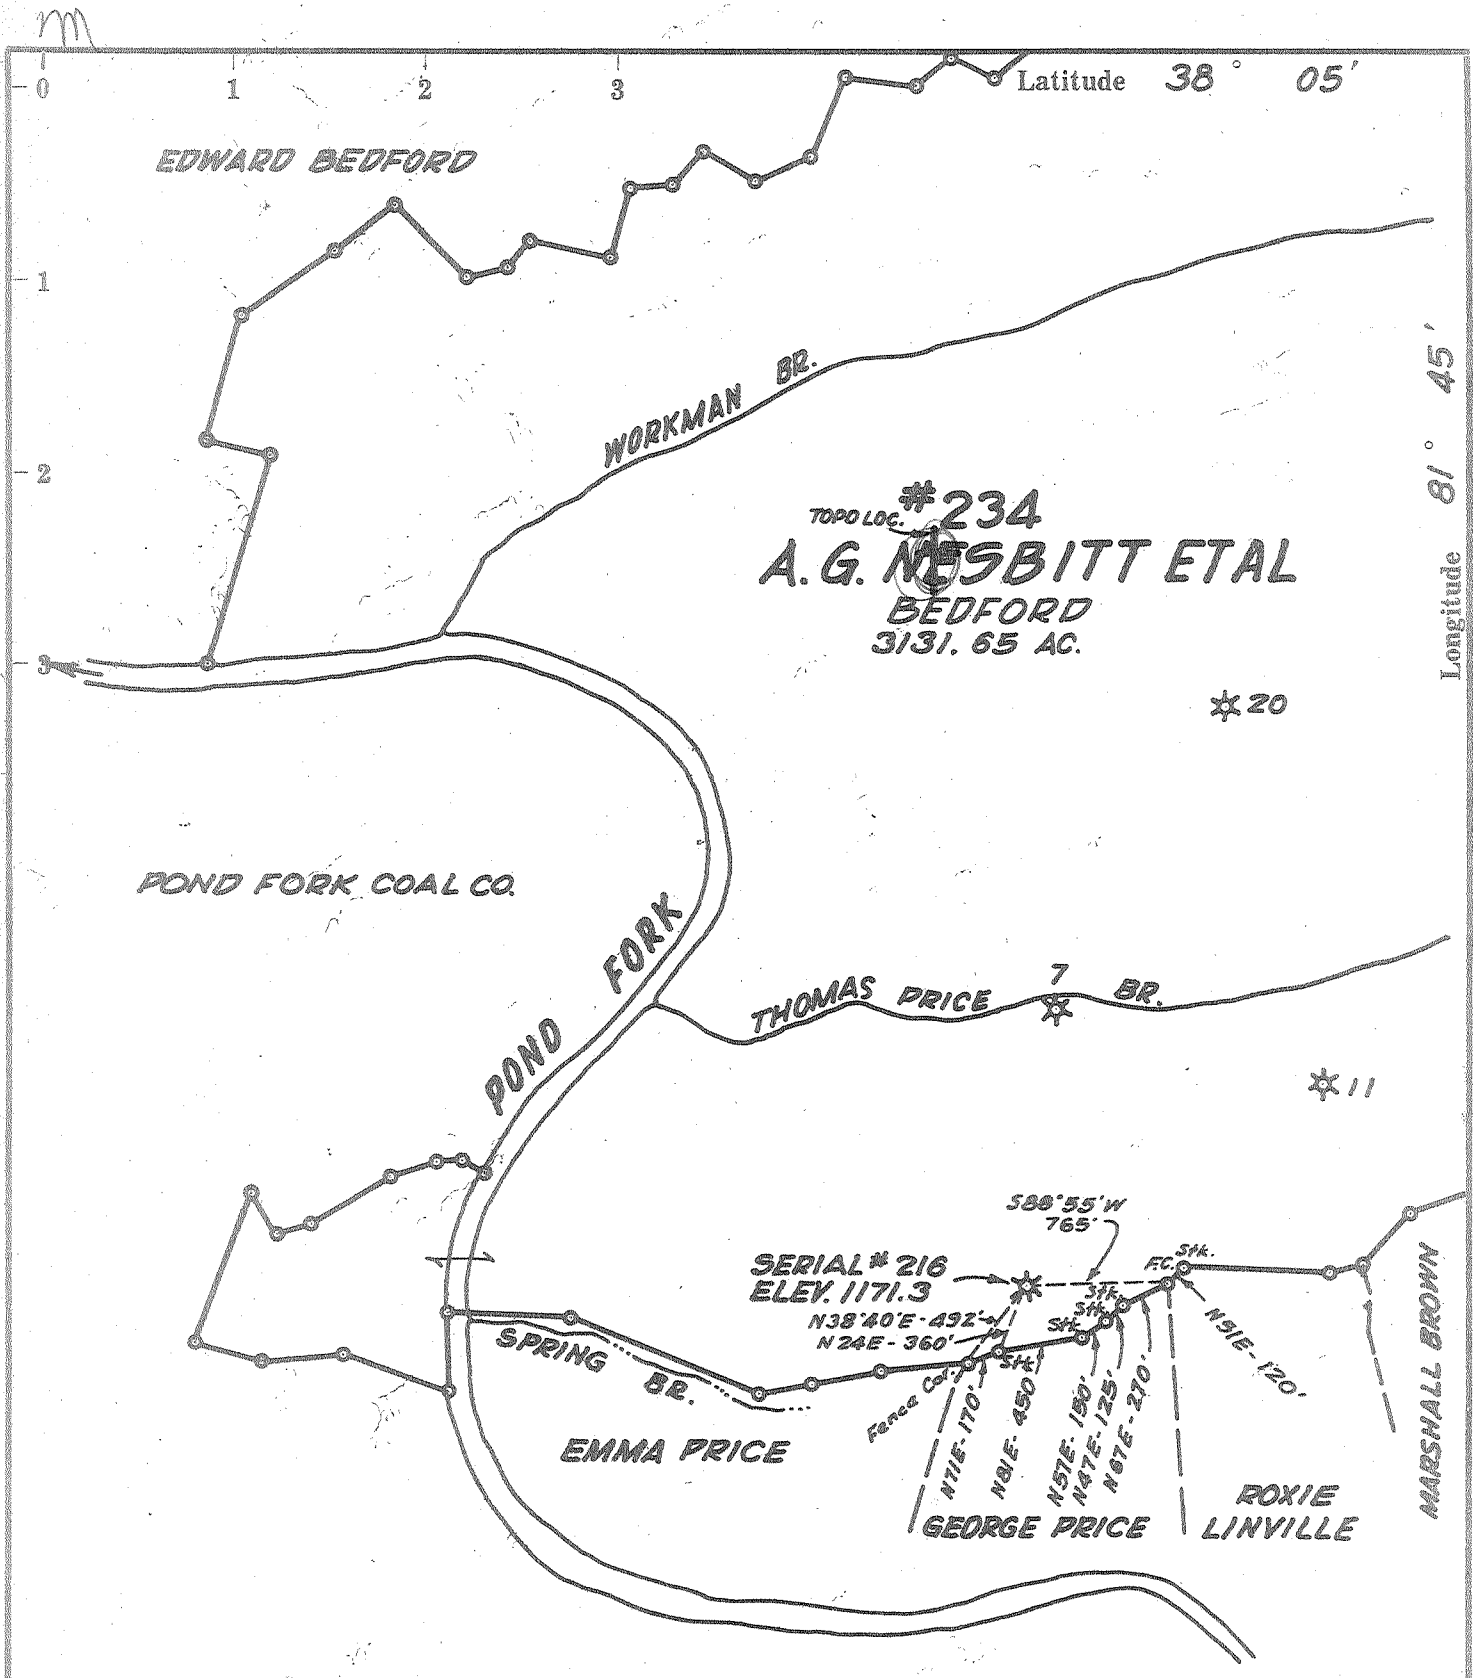 m
0 1 2 3 Latitude 38° 05'
EDWARD BEDFORD
1
WORKMAN BR.
Longitude 81° 45'
2
#234
TOPO LOC.
A. G. NESBITT ETAL
BEDFORD
3131.65 AC.
3
20
POND FORK COAL CO.
POND FORK
7
THOMAS PRICE BR.
11
S88°55'W
765'
SERIAL # 216
ELEV. 1171.3
N38°40'E-492'
N24E-360'
F.C. Stk.
Stk.
Stk.
Stk.
Stk.
N51E-120'
SPRING BR.
Fence Cor.
N71E-170'
N81E-450'
N57E-150'
N47E-125'
N67E-270'
EMMA PRICE
GEORGE PRICE
ROXIE
LINVILLE
MARSHALL BROWN